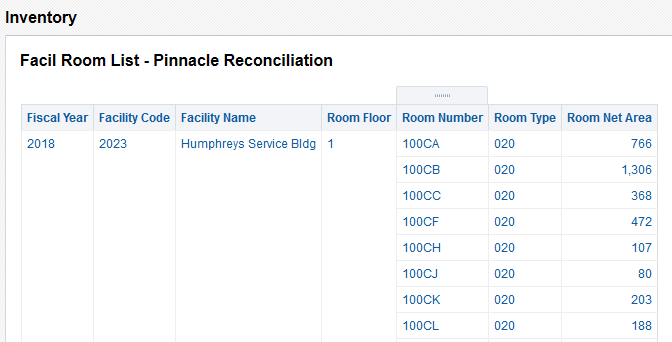 Inventory
Facil Room List - Pinnacle Reconciliation
Fiscal Year Facility Code Facility Name Room Floor Room Number Room Type Room Net Area
2018 2023 Humphreys Service Bldg 1 100CA 020 766
100CB 020 1,306
100CC 020 368
100CF 020 472
100CH 020 107
100CJ 020 80
100CK 020 203
100CL 020 188